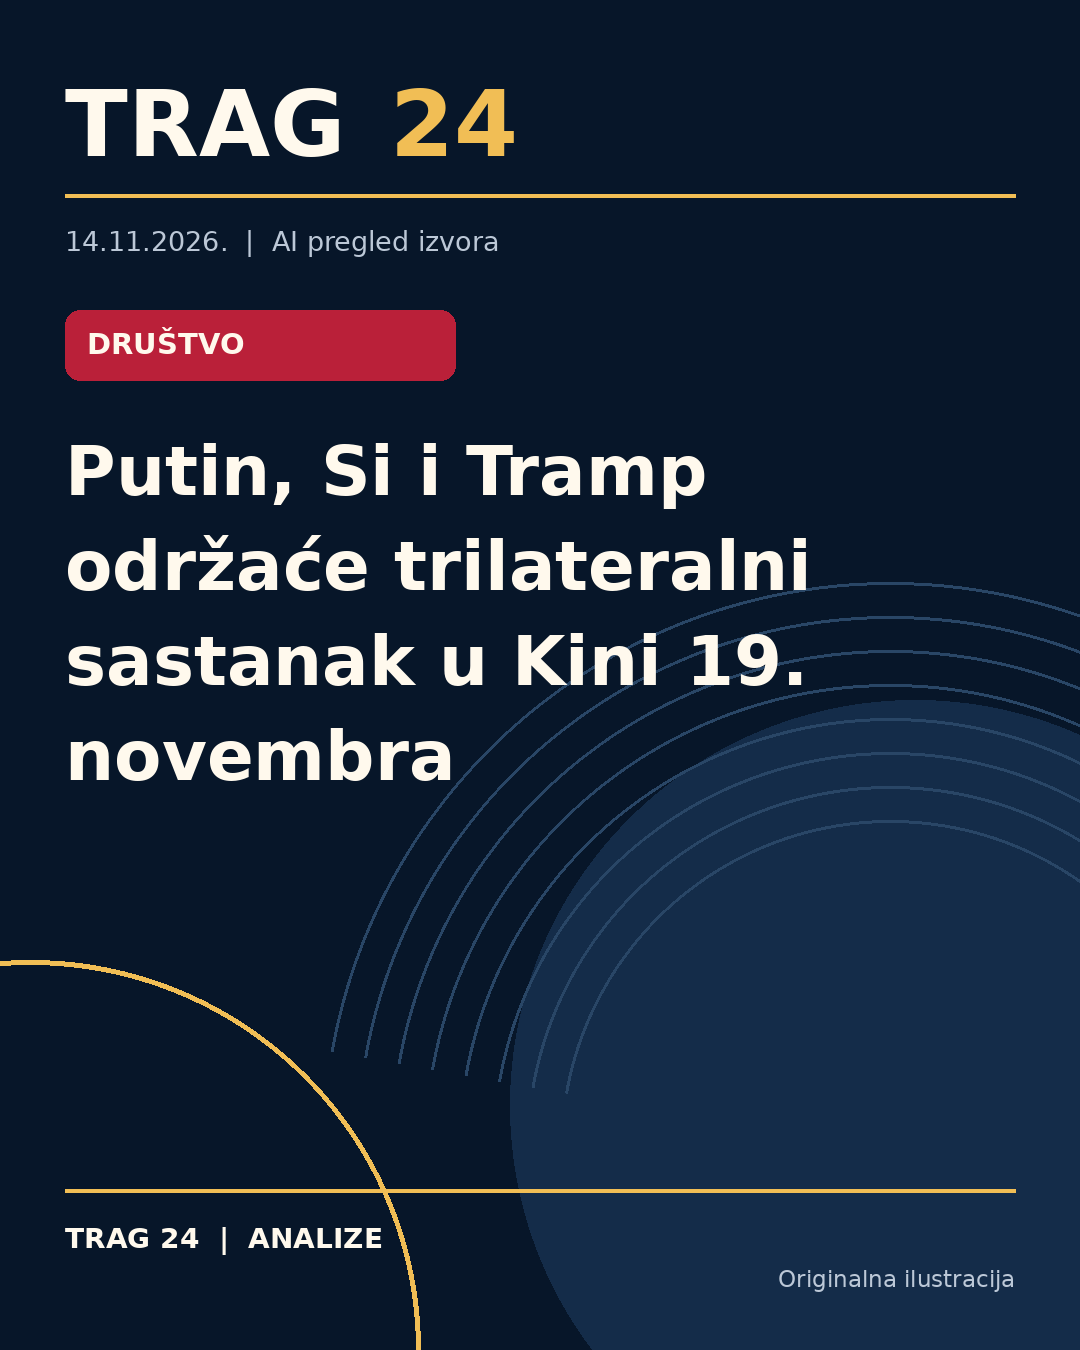 TRAG 24
14.11.2026. | AI pregled izvora
DRUŠTVO
Putin, Si i Tramp
održaće trilateralni
sastanak u Kini 19.
novembra
TRAG 24 | ANALIZE
Originalna ilustracija